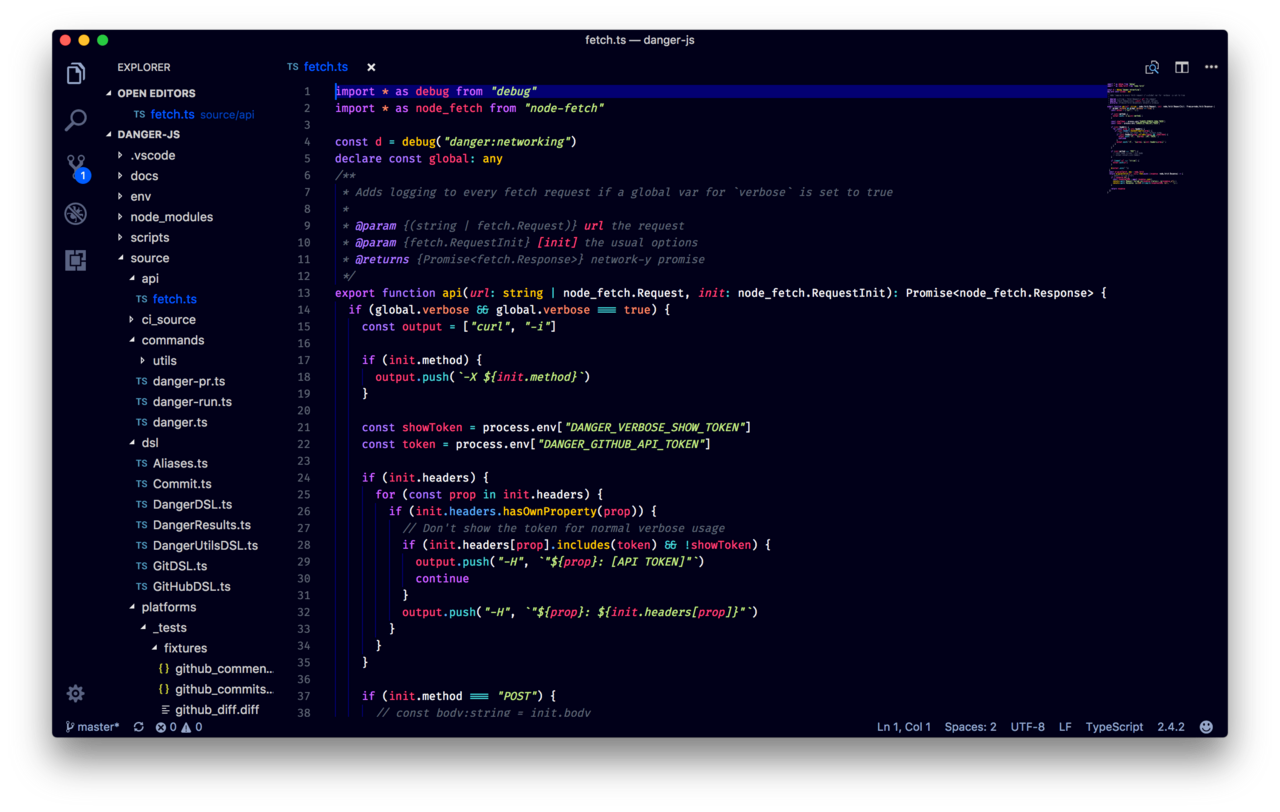 fetch.ts — danger-js
EXPLORER
OPEN EDITORS
TS fetch.ts source/api
DANGER-JS
.vscode
docs
env
node_modules
scripts
source
api
TS fetch.ts
ci_source
commands
utils
TS danger-pr.ts
TS danger-run.ts
TS danger.ts
dsl
TS Aliases.ts
TS Commit.ts
TS DangerDSL.ts
TS DangerResults.ts
TS DangerUtilsDSL.ts
TS GitDSL.ts
TS GitHubDSL.ts
platforms
_tests
fixtures
{} github_commen...
{} github_commits...
github_diff.diff
1
TS fetch.ts ×
1 import * as debug from "debug"
2 import * as node_fetch from "node-fetch"
3
4 const d = debug("danger:networking")
5 declare const global: any
6 /**
7  * Adds logging to every fetch request if a global var for `verbose` is set to true
8  *
9  * @param {(string | fetch.Request)} url the request
10  * @param {fetch.RequestInit} [init] the usual options
11  * @returns {Promise<fetch.Response>} network-y promise
12  */
13 export function api(url: string | node_fetch.Request, init: node_fetch.RequestInit): Promise<node_fetch.Response> {
14   if (global.verbose && global.verbose === true) {
15     const output = ["curl", "-i"]
16
17     if (init.method) {
18       output.push(`-X ${init.method}`)
19     }
20
21     const showToken = process.env["DANGER_VERBOSE_SHOW_TOKEN"]
22     const token = process.env["DANGER_GITHUB_API_TOKEN"]
23
24     if (init.headers) {
25       for (const prop in init.headers) {
26         if (init.headers.hasOwnProperty(prop)) {
27           // Don't show the token for normal verbose usage
28           if (init.headers[prop].includes(token) && !showToken) {
29             output.push("-H", `"${prop}: [API TOKEN]"`)
30             continue
31           }
32           output.push("-H", `"${prop}: ${init.headers[prop]}"`)
33         }
34       }
35     }
36
37     if (init.method === "POST") {
38       // const body:string = init.body
master* 0 0
Ln 1, Col 1 Spaces: 2 UTF-8 LF TypeScript 2.4.2